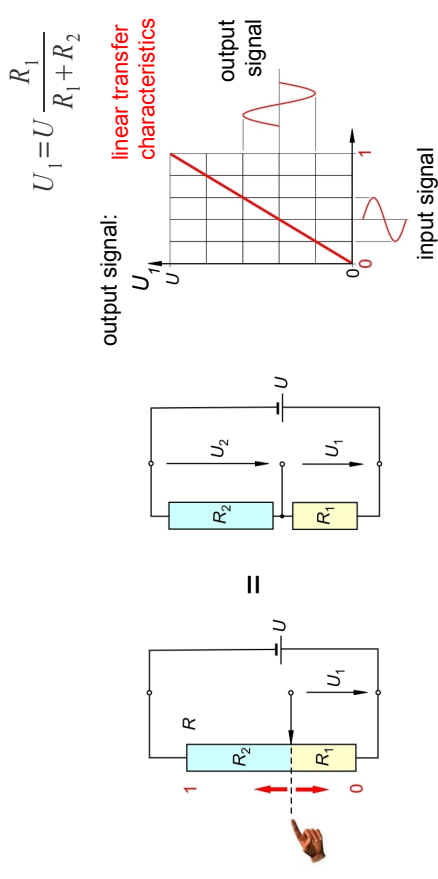 1
0
R
R₂
R₁
U₁
U
=
R₂
R₁
U₂
U₁
U
output signal:
U₁
U
0
0
1
input signal
output
signal
linear transfer
characteristics
U₁ = U R₁ / (R₁ + R₂)